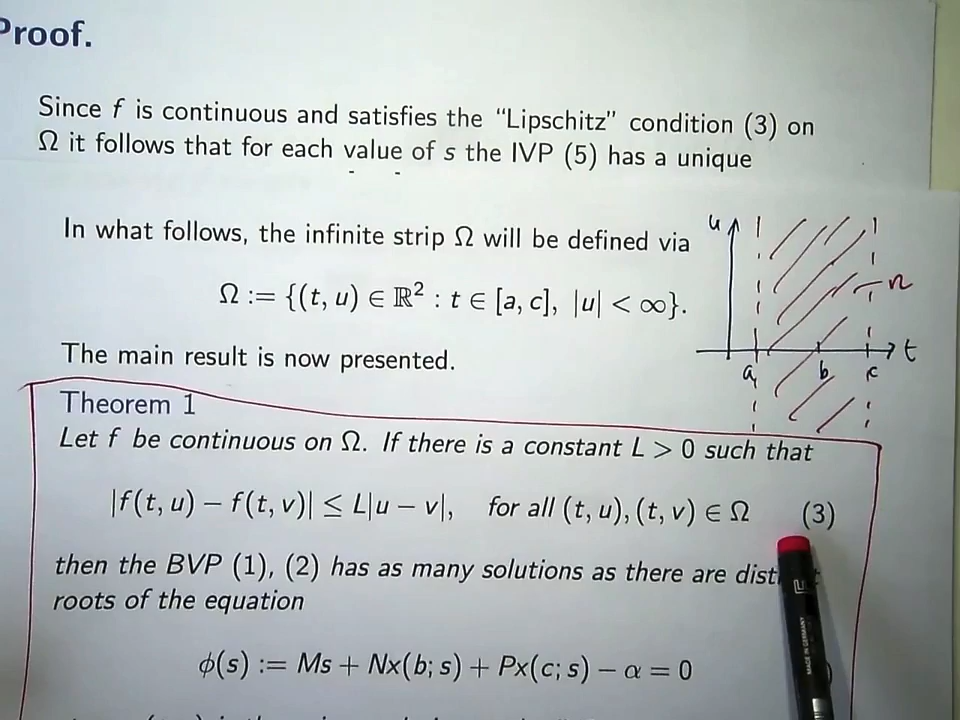 Proof.
Since f is continuous and satisfies the "Lipschitz" condition (3) on
Ω it follows that for each value of s the IVP (5) has a unique
In what follows, the infinite strip Ω will be defined via
Ω := {(t, u) ∈ ℝ² : t ∈ [a, c], |u| < ∞}.
u
Ω
t
a
b
c
The main result is now presented.
Theorem 1
Let f be continuous on Ω. If there is a constant L > 0 such that
|f(t, u) − f(t, v)| ≤ L|u − v|, for all (t, u), (t, v) ∈ Ω (3)
then the BVP (1), (2) has as many solutions as there are
roots of the equation
ϕ(s) := Ms + Nx(b; s) + Px(c; s) − α = 0
MADE IN GERMANY